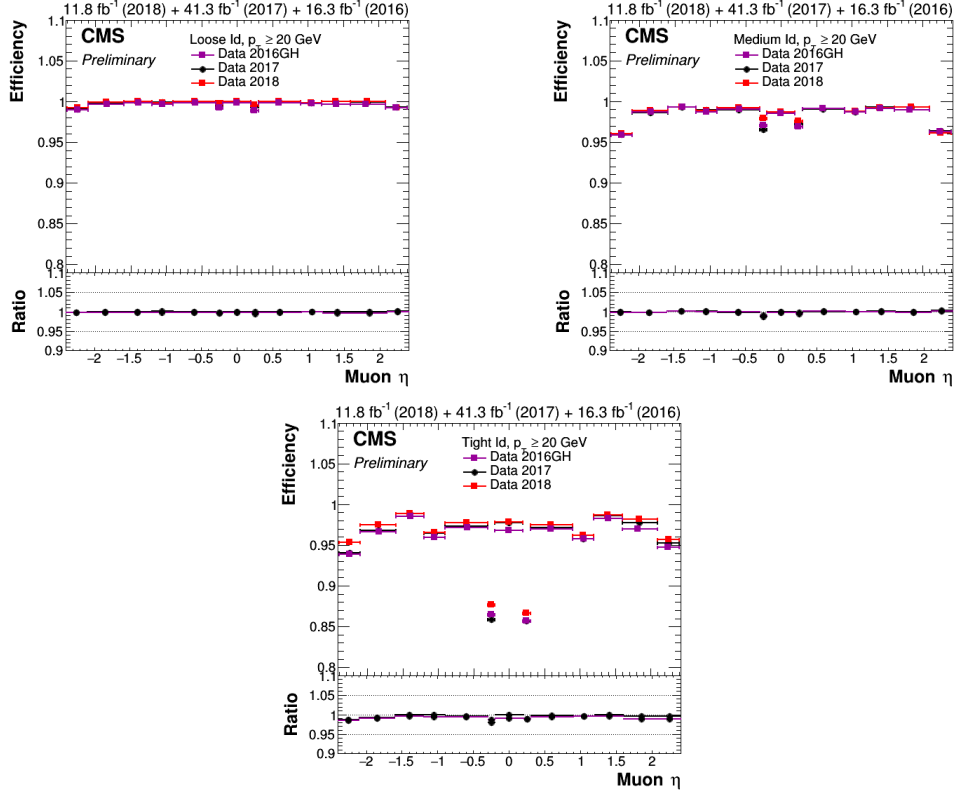 11.8 fb⁻¹ (2018) + 41.3 fb⁻¹ (2017) + 16.3 fb⁻¹ (2016)
CMS
Preliminary
Loose Id, p_T ≥ 20 GeV
Data 2016GH
Data 2017
Data 2018
Efficiency
1.1
1.05
1
0.95
0.9
0.85
0.8
Ratio
1.1
1.05
1
0.95
0.9
−2 −1.5 −1 −0.5 0 0.5 1 1.5 2
Muon η
11.8 fb⁻¹ (2018) + 41.3 fb⁻¹ (2017) + 16.3 fb⁻¹ (2016)
CMS
Preliminary
Medium Id, p_T ≥ 20 GeV
Data 2016GH
Data 2017
Data 2018
Efficiency
1.1
1.05
1
0.95
0.9
0.85
0.8
Ratio
1.1
1.05
1
0.95
0.9
−2 −1.5 −1 −0.5 0 0.5 1 1.5 2
Muon η
11.8 fb⁻¹ (2018) + 41.3 fb⁻¹ (2017) + 16.3 fb⁻¹ (2016)
CMS
Preliminary
Tight Id, p_T ≥ 20 GeV
Data 2016GH
Data 2017
Data 2018
Efficiency
1.1
1.05
1
0.95
0.9
0.85
0.8
Ratio
1.1
1.05
1
0.95
0.9
−2 −1.5 −1 −0.5 0 0.5 1 1.5 2
Muon η